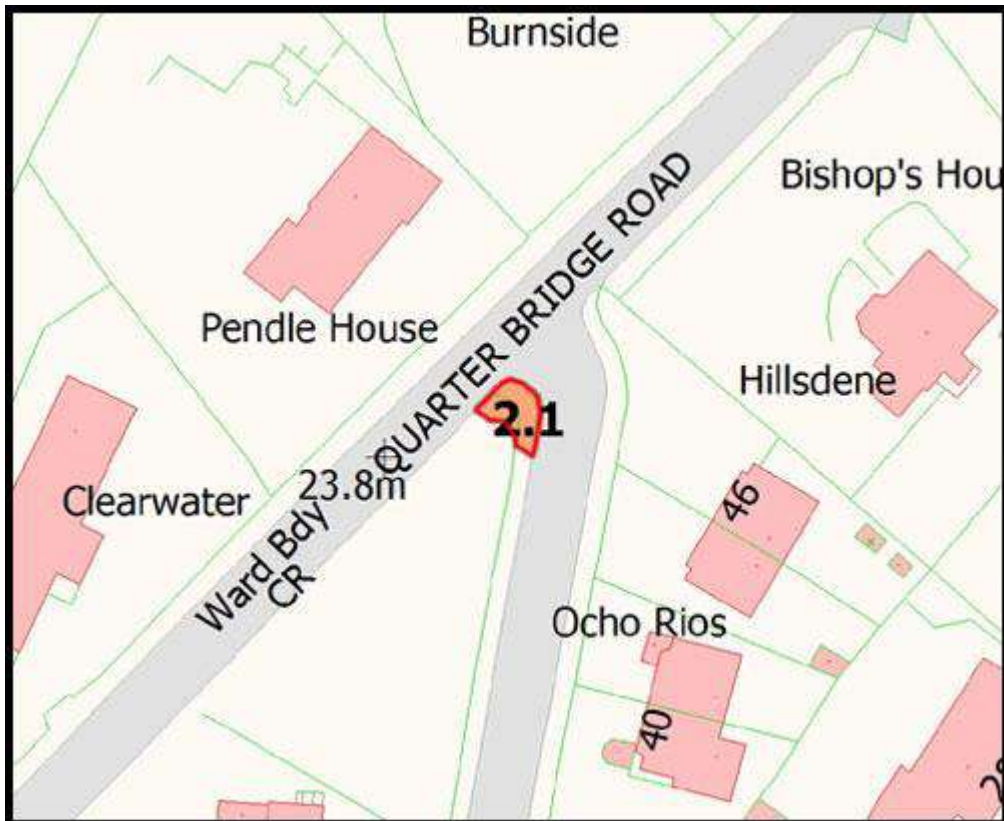 Burnside
Bishop's Hou
QUARTER BRIDGE ROAD
Pendle House
Hillsdene
2.1
23.8m
Clearwater
46
Ward Bdy
CR
Ocho Rios
40